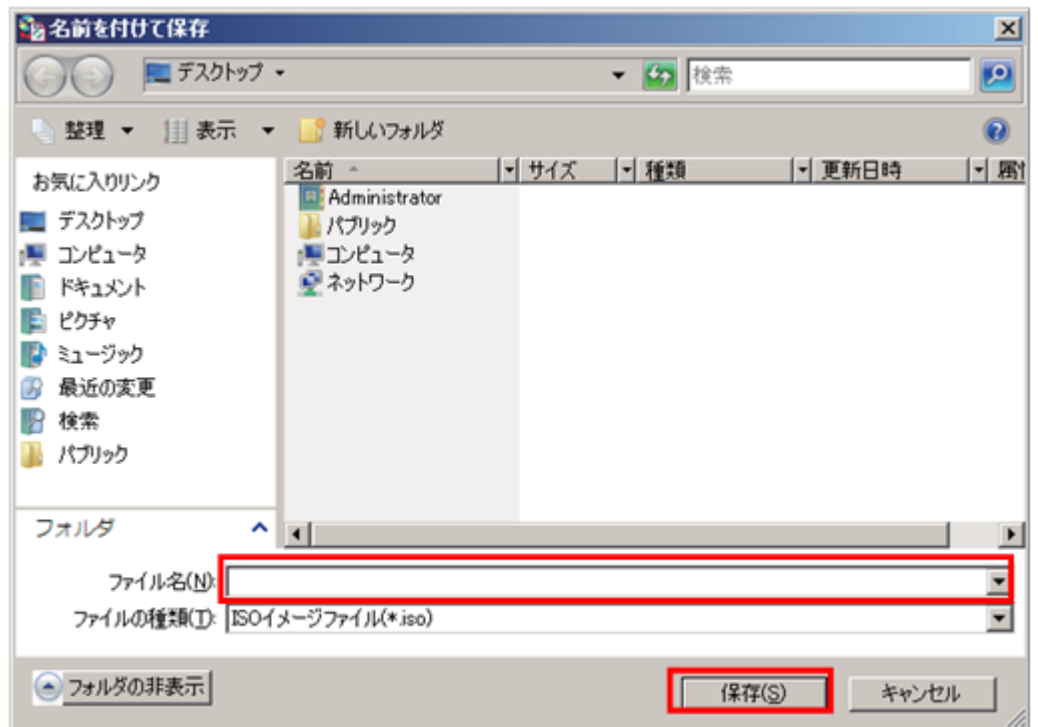 名前を付けて保存
デスクトップ
検索
整理 表示 新しいフォルダ
お気に入りリンク
デスクトップ
コンピュータ
ドキュメント
ピクチャ
ミュージック
最近の変更
検索
パブリック
フォルダ
名前 サイズ 種類 更新日時
Administrator
パブリック
コンピュータ
ネットワーク
ファイル名(N):
ファイルの種類(T): ISOイメージファイル(*.iso)
フォルダの非表示
保存(S) キャンセル